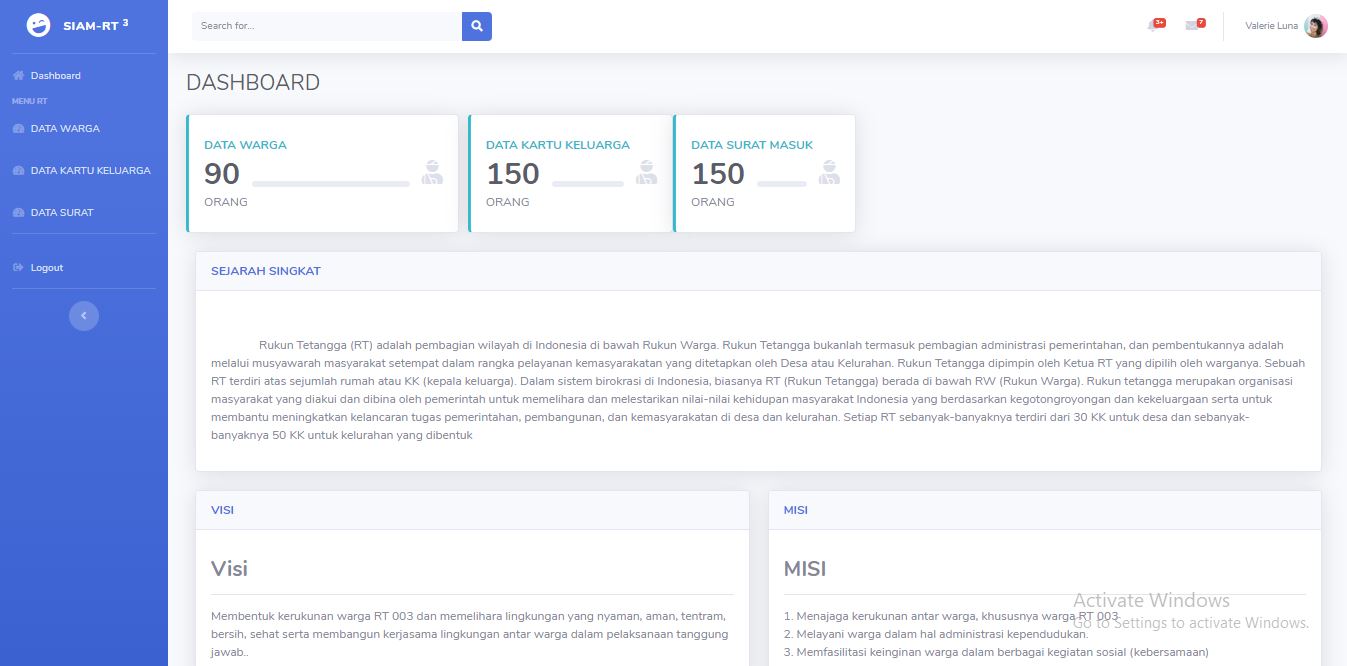 SIAM-RT 3
Search for...
3+
7
Valerie Luna
Dashboard
MENU RT
DATA WARGA
DATA KARTU KELUARGA
DATA SURAT
Logout
DASHBOARD
DATA WARGA
90
ORANG
DATA KARTU KELUARGA
150
ORANG
DATA SURAT MASUK
150
ORANG
SEJARAH SINGKAT
Rukun Tetangga (RT) adalah pembagian wilayah di Indonesia di bawah Rukun Warga. Rukun Tetangga bukanlah termasuk pembagian administrasi pemerintahan, dan pembentukannya adalah
melalui musyawarah masyarakat setempat dalam rangka pelayanan kemasyarakatan yang ditetapkan oleh Desa atau Kelurahan. Rukun Tetangga dipimpin oleh Ketua RT yang dipilih oleh warganya. Sebuah
RT terdiri atas sejumlah rumah atau KK (kepala keluarga). Dalam sistem birokrasi di Indonesia, biasanya RT (Rukun Tetangga) berada di bawah RW (Rukun Warga). Rukun tetangga merupakan organisasi
masyarakat yang diakui dan dibina oleh pemerintah untuk memelihara dan melestarikan nilai-nilai kehidupan masyarakat Indonesia yang berdasarkan kegotongroyongan dan kekeluargaan serta untuk
membantu meningkatkan kelancaran tugas pemerintahan, pembangunan, dan kemasyarakatan di desa dan kelurahan. Setiap RT sebanyak-banyaknya terdiri dari 30 KK untuk desa dan sebanyak-
banyaknya 50 KK untuk kelurahan yang dibentuk
VISI
Visi
Membentuk kerukunan warga RT 003 dan memelihara lingkungan yang nyaman, aman, tentram,
bersih, sehat serta membangun kerjasama lingkungan antar warga dalam pelaksanaan tanggung
jawab..
MISI
MISI
1. Menajaga kerukunan antar warga, khususnya warga RT 003.
2. Melayani warga dalam hal administrasi kependudukan.
3. Memfasilitasi keinginan warga dalam berbagai kegiatan sosial (kebersamaan)
Activate Windows
Go to Settings to activate Windows.